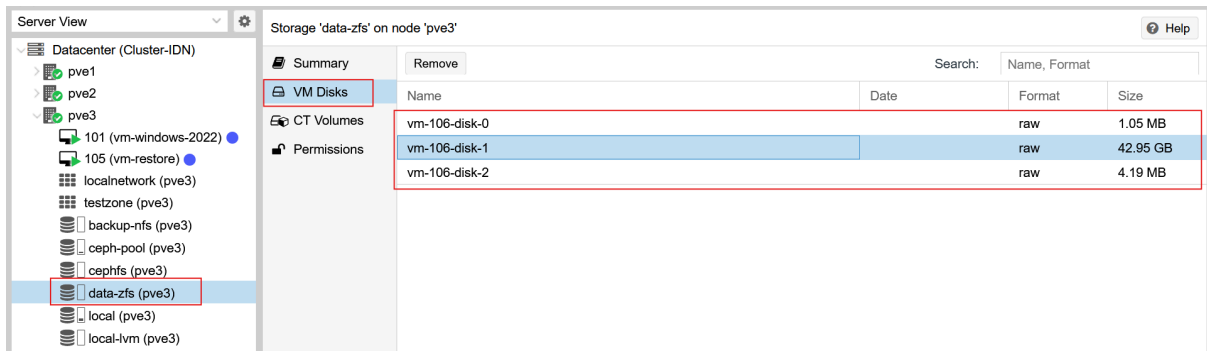 Server View
Datacenter (Cluster-IDN)
pve1
pve2
pve3
101 (vm-windows-2022)
105 (vm-restore)
localnetwork (pve3)
testzone (pve3)
backup-nfs (pve3)
ceph-pool (pve3)
cephfs (pve3)
data-zfs (pve3)
local (pve3)
local-lvm (pve3)
Storage 'data-zfs' on node 'pve3'
Help
Summary
VM Disks
CT Volumes
Permissions
Remove
Search: Name, Format
Name Date Format Size
vm-106-disk-0 raw 1.05 MB
vm-106-disk-1 raw 42.95 GB
vm-106-disk-2 raw 4.19 MB